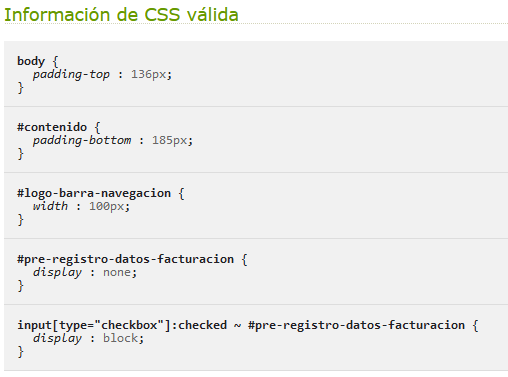 Información de CSS válida
body {
padding-top : 136px;
}
#contenido {
padding-bottom : 185px;
}
#logo-barra-navegacion {
width : 100px;
}
#pre-registro-datos-facturacion {
display : none;
}
input[type="checkbox"]:checked ~ #pre-registro-datos-facturacion {
display : block;
}